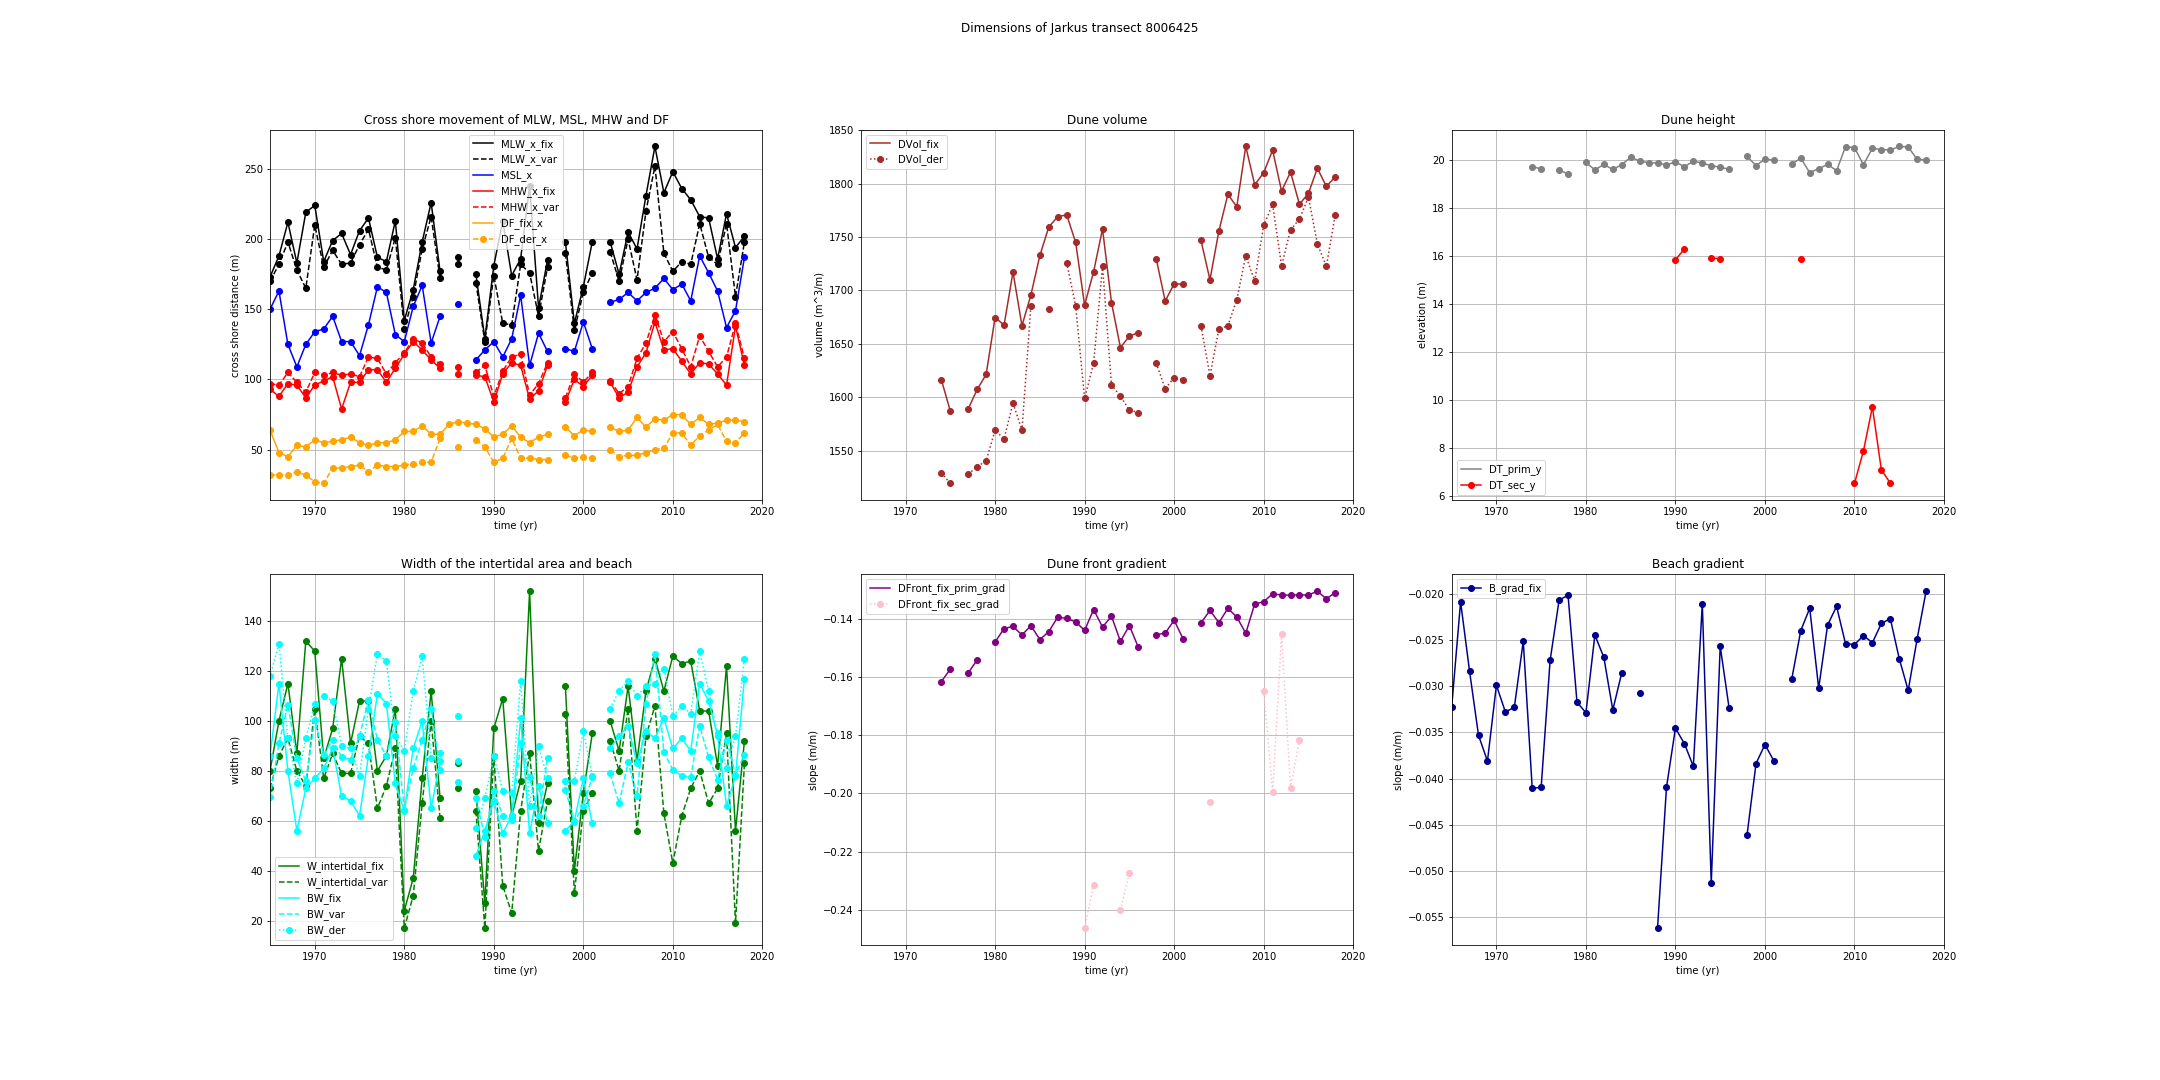 Dimensions of Jarkus transect 8006425
Cross shore movement of MLW, MSL, MHW and DF
cross shore distance (m)
250
200
150
100
50
MLW_x_fix
MLW_x_var
MSL_x
MHW_x_fix
MHW_x_var
DF_fix_x
DF_der_x
1970 1980 1990 2000 2010 2020
time (yr)
Dune volume
volume (m^3/m)
1850
1800
1750
1700
1650
1600
1550
DVol_fix
DVol_der
1970 1980 1990 2000 2010 2020
time (yr)
Dune height
elevation (m)
20
18
16
14
12
10
8
6
DT_prim_y
DT_sec_y
1970 1980 1990 2000 2010 2020
time (yr)
Width of the intertidal area and beach
width (m)
140
120
100
80
60
40
20
W_intertidal_fix
W_intertidal_var
BW_fix
BW_var
BW_der
1970 1980 1990 2000 2010 2020
time (yr)
Dune front gradient
slope (m/m)
−0.14
−0.16
−0.18
−0.20
−0.22
−0.24
DFront_fix_prim_grad
DFront_fix_sec_grad
1970 1980 1990 2000 2010 2020
time (yr)
Beach gradient
slope (m/m)
−0.020
−0.025
−0.030
−0.035
−0.040
−0.045
−0.050
−0.055
B_grad_fix
1970 1980 1990 2000 2010 2020
time (yr)